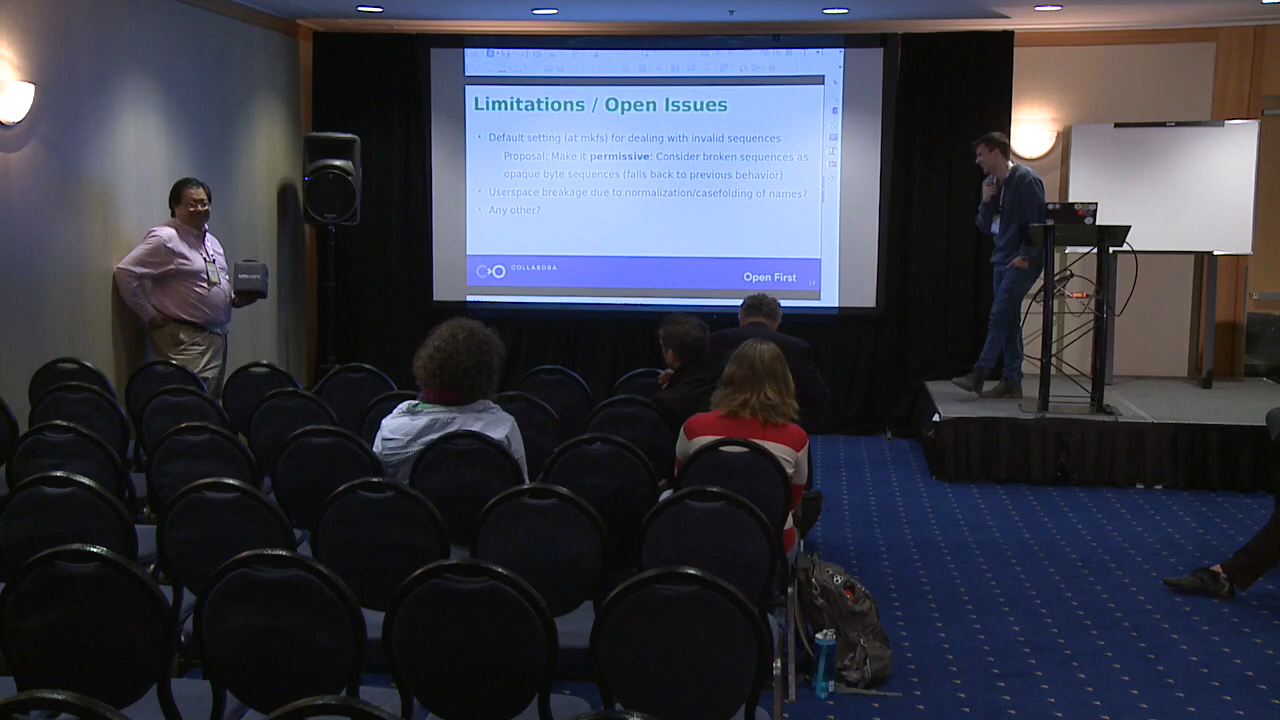 Limitations / Open Issues
Default setting (at mkfs) for dealing with invalid sequences
Proposal: Make it permissive: Consider broken sequences as
opaque byte sequences (falls back to previous behavior)
Userspace breakage due to normalization/casefolding of names?
Any other?
COLLABORA
Open First
14
vmware